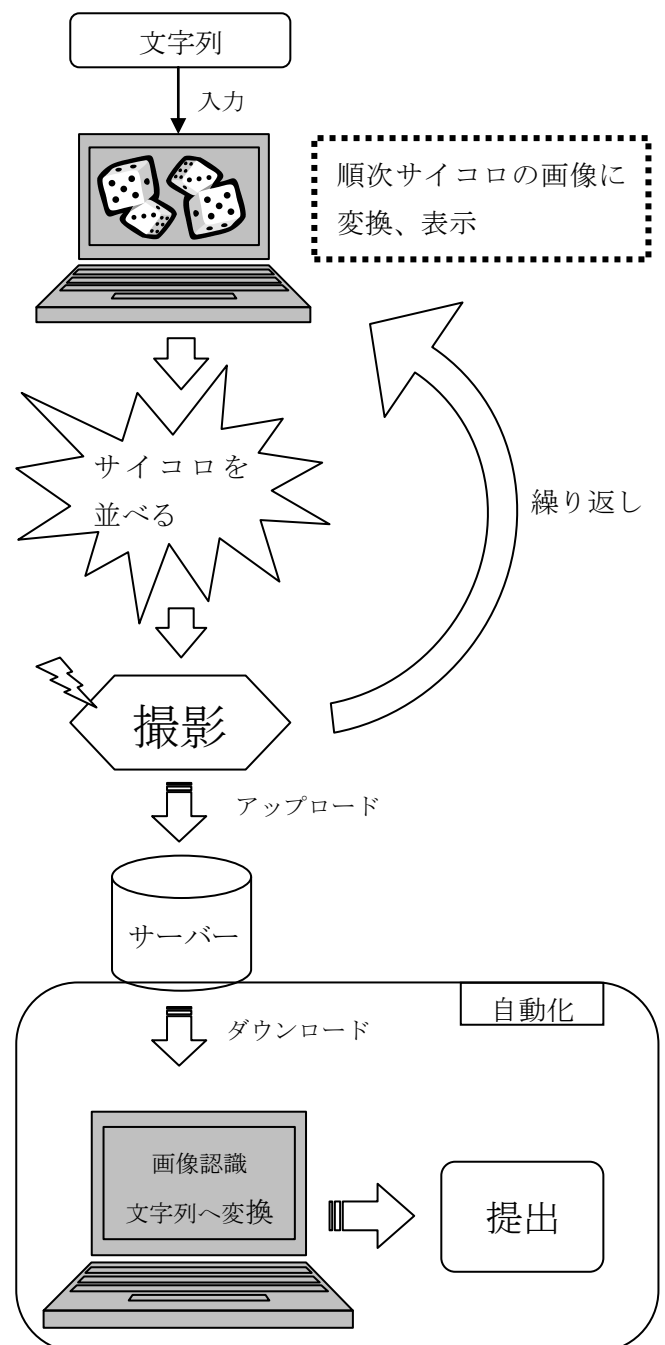 文字列
入力
順次サイコロの画像に
変換、表示
サイコロを
並べる
繰り返し
撮影
アップロード
サーバー
自動化
ダウンロード
画像認識
文字列へ変換
提出